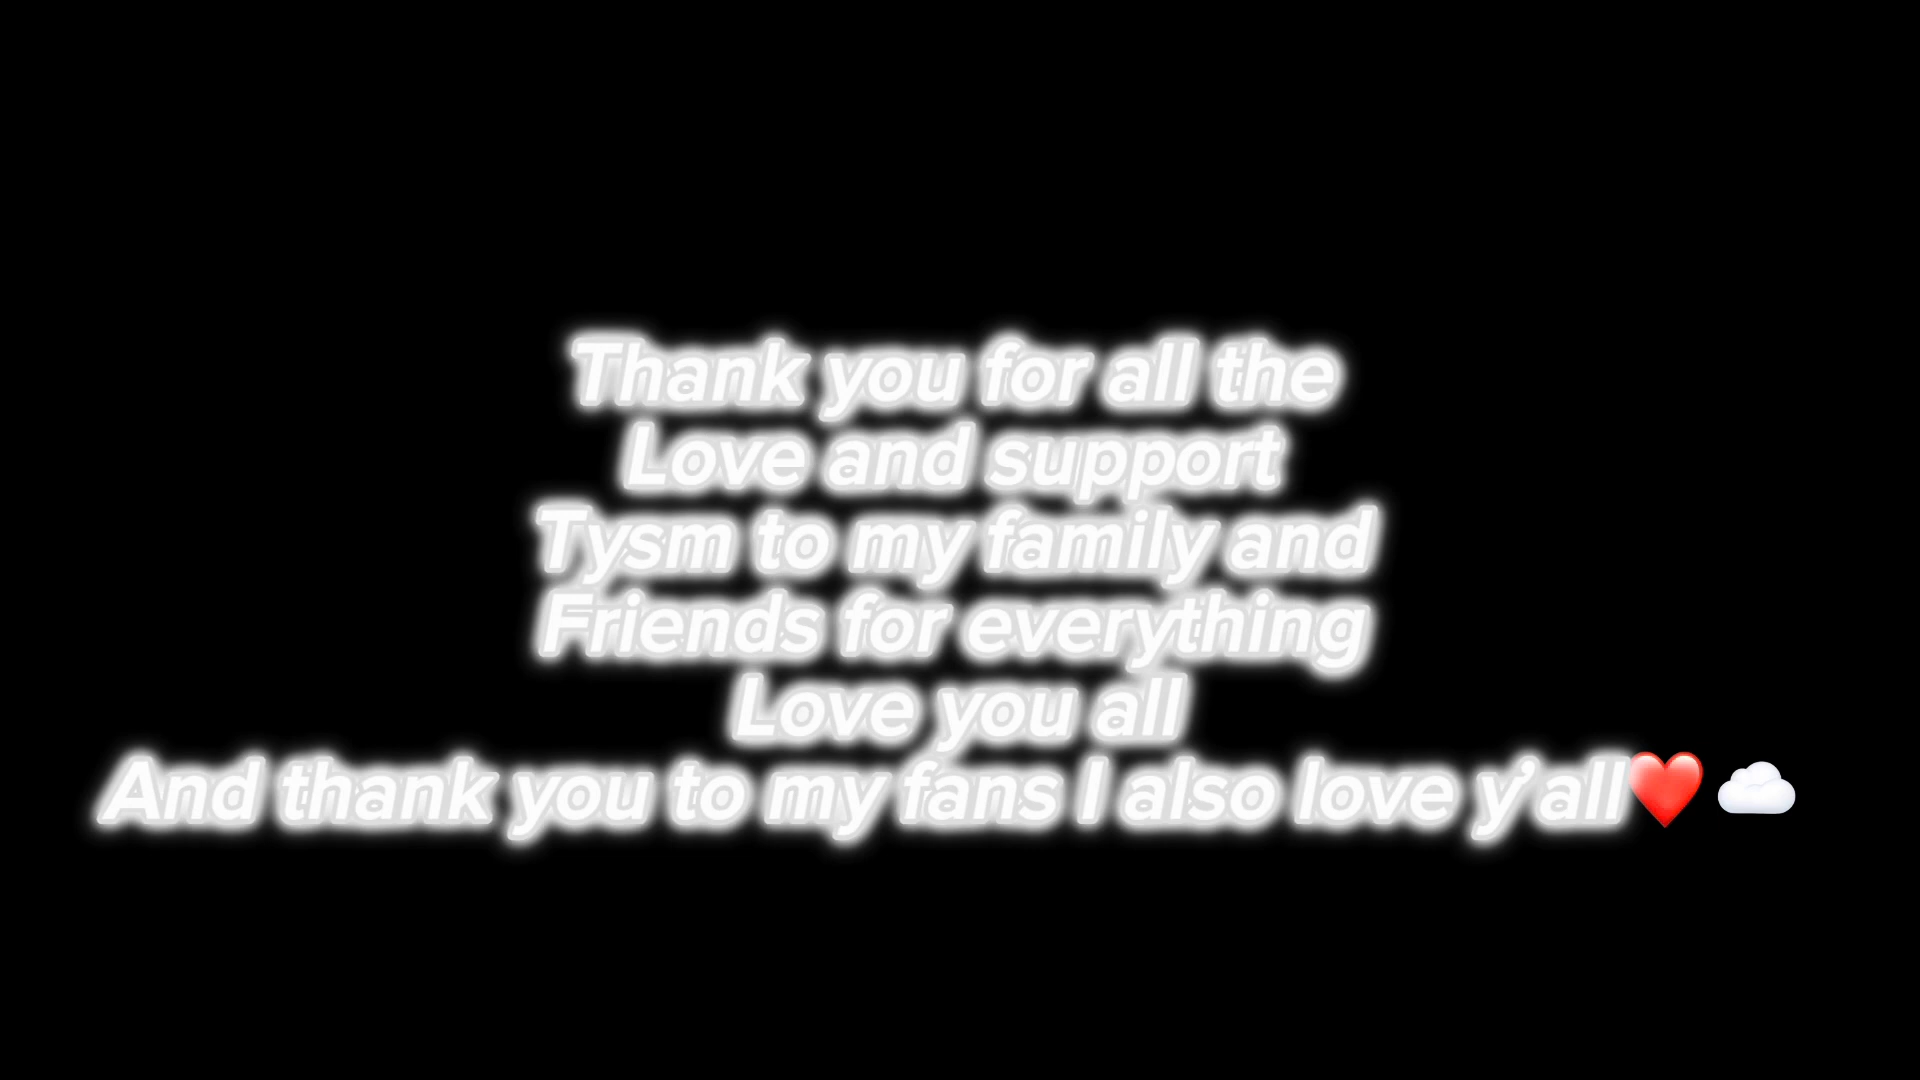 Thank you for all the
Love and support
Tysm to my family and
Friends for everything
Love you all
And thank you to my fans I also love y'all❤️ ☁️